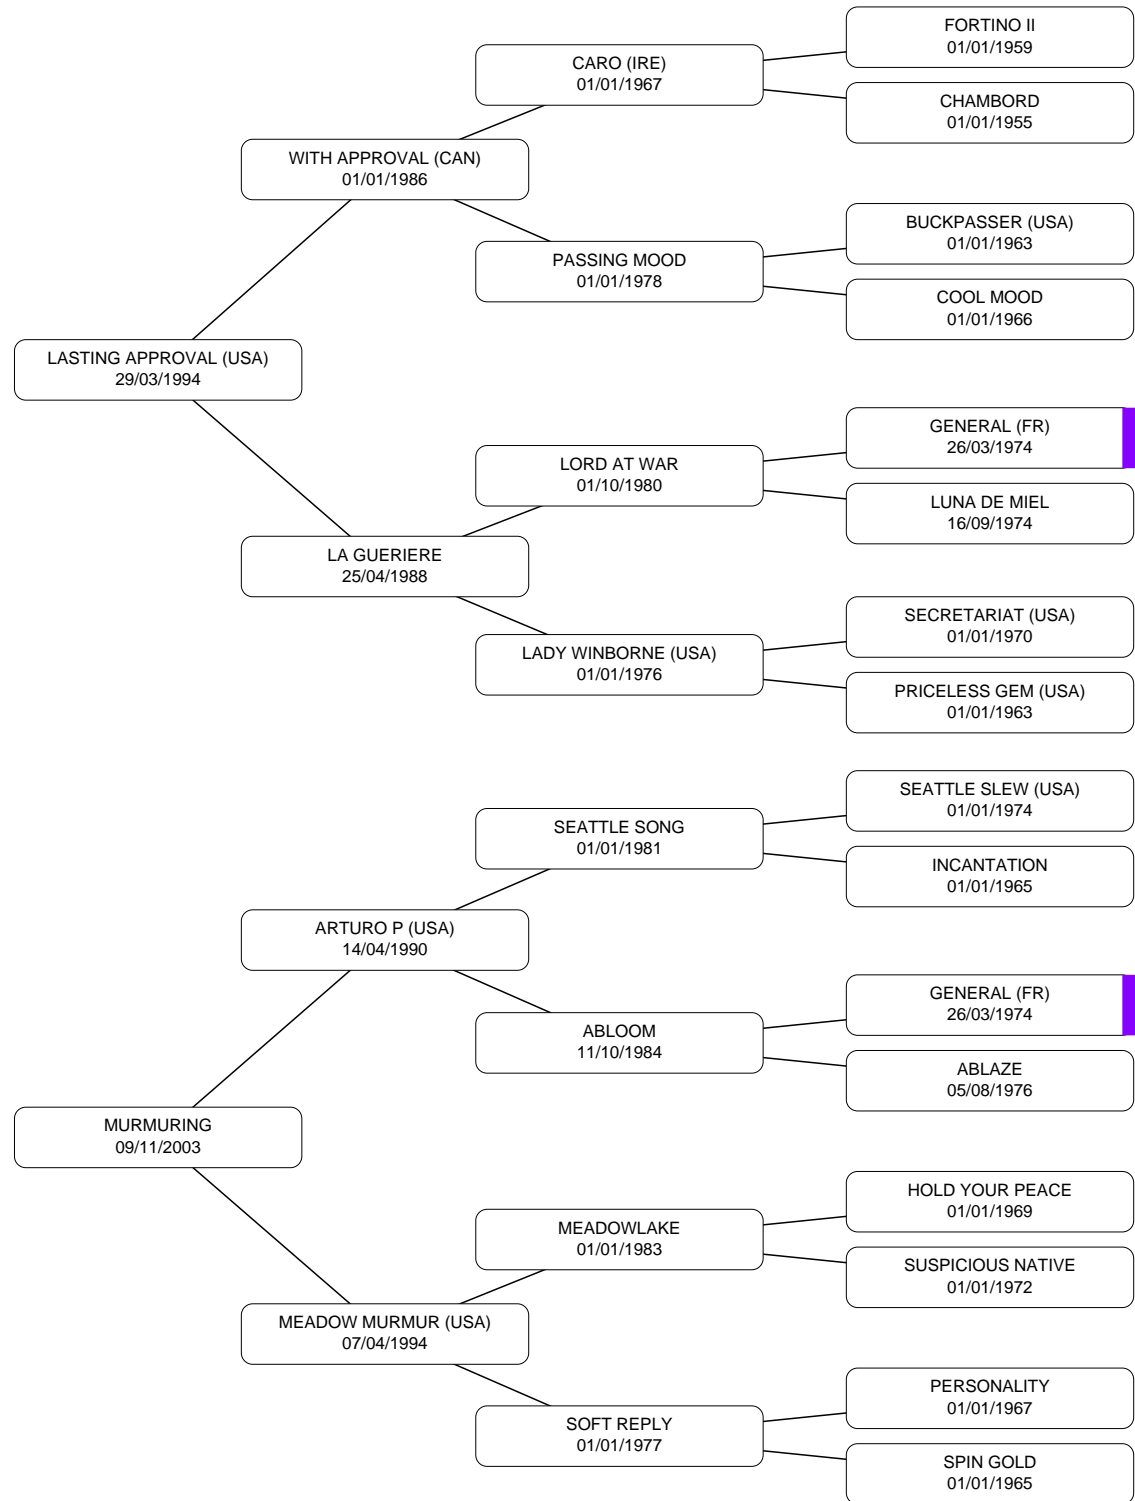 FORTINO II
01/01/1959
CARO (IRE)
01/01/1967
CHAMBORD
01/01/1955
WITH APPROVAL (CAN)
01/01/1986
BUCKPASSER (USA)
01/01/1963
PASSING MOOD
01/01/1978
COOL MOOD
01/01/1966
LASTING APPROVAL (USA)
29/03/1994
GENERAL (FR)
26/03/1974
LORD AT WAR
01/10/1980
LUNA DE MIEL
16/09/1974
LA GUERIERE
25/04/1988
SECRETARIAT (USA)
01/01/1970
LADY WINBORNE (USA)
01/01/1976
PRICELESS GEM (USA)
01/01/1963
SEATTLE SLEW (USA)
01/01/1974
SEATTLE SONG
01/01/1981
INCANTATION
01/01/1965
ARTURO P (USA)
14/04/1990
GENERAL (FR)
26/03/1974
ABLOOM
11/10/1984
ABLAZE
05/08/1976
MURMURING
09/11/2003
HOLD YOUR PEACE
01/01/1969
MEADOWLAKE
01/01/1983
SUSPICIOUS NATIVE
01/01/1972
MEADOW MURMUR (USA)
07/04/1994
PERSONALITY
01/01/1967
SOFT REPLY
01/01/1977
SPIN GOLD
01/01/1965